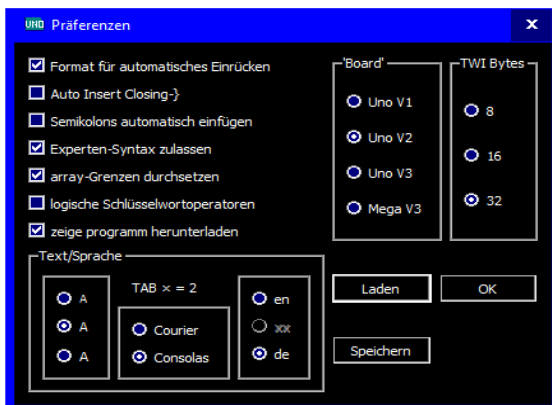 UNO Präferenzen x
Format für automatisches Einrücken
Auto Insert Closing-}
Semikolons automatisch einfügen
Experten-Syntax zulassen
array-Grenzen durchsetzen
logische Schlüsselwortoperatoren
zeige programm herunterladen
'Board'
Uno V1
Uno V2
Uno V3
Mega V3
TWI Bytes
8
16
32
Text/Sprache
A
A
A
TAB × = 2
Courier
Consolas
en
xx
de
Laden
OK
Speichern